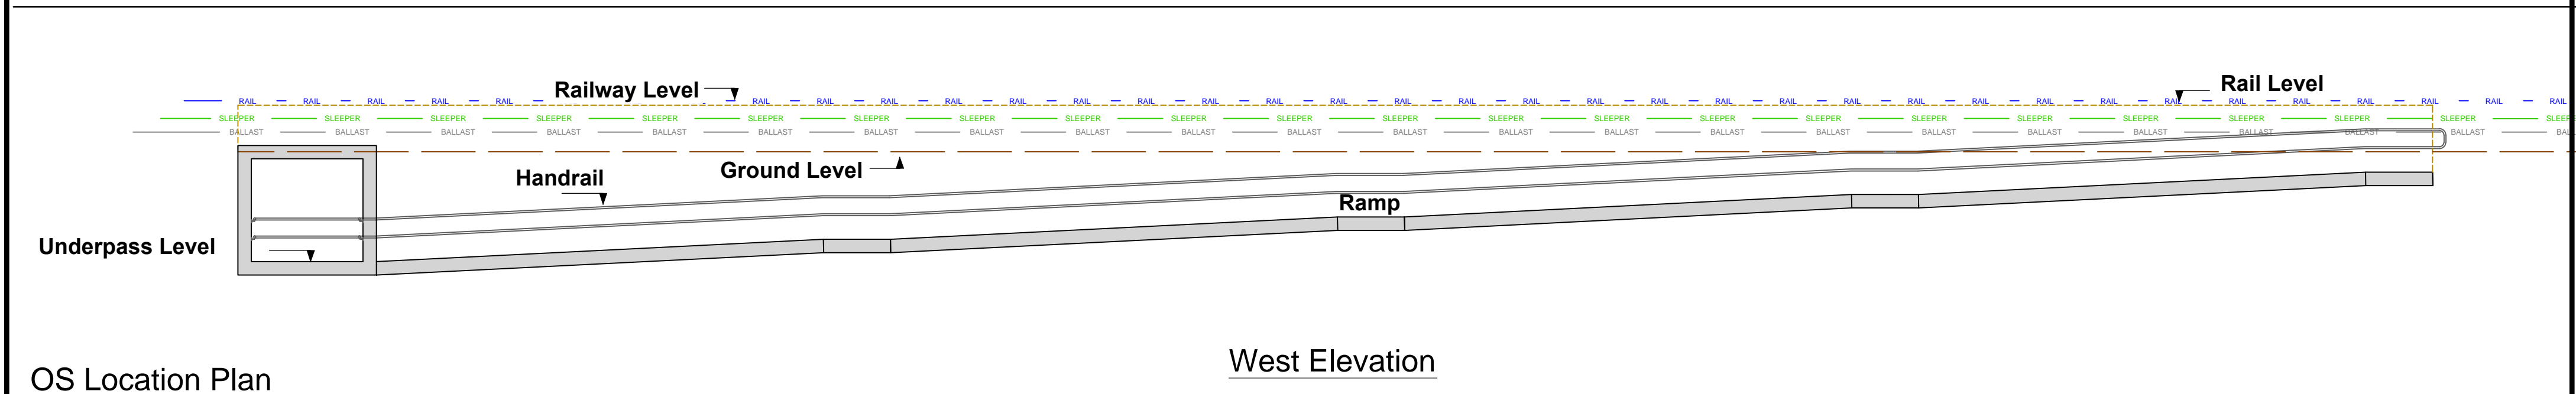 Railway Level
Rail Level
RAIL RAIL RAIL RAIL RAIL RAIL RAIL RAIL RAIL RAIL RAIL RAIL RAIL RAIL RAIL RAIL RAIL RAIL RAIL RAIL RAIL RAIL RAIL RAIL RAIL RAIL RAIL RAIL RAIL RAIL RAIL RAIL RAIL RAIL
SLEEPER SLEEPER SLEEPER SLEEPER SLEEPER SLEEPER SLEEPER SLEEPER SLEEPER SLEEPER SLEEPER SLEEPER SLEEPER SLEEPER SLEEPER SLEEPER SLEEPER SLEEPER SLEEPER SLEEPER SLEEPER SLEEPER
BALLAST BALLAST BALLAST BALLAST BALLAST BALLAST BALLAST BALLAST BALLAST BALLAST BALLAST BALLAST BALLAST BALLAST BALLAST BALLAST BALLAST BALLAST BALLAST BALLAST BALLAST BALLAST
Ground Level
Handrail
Ramp
Underpass Level
West Elevation
OS Location Plan